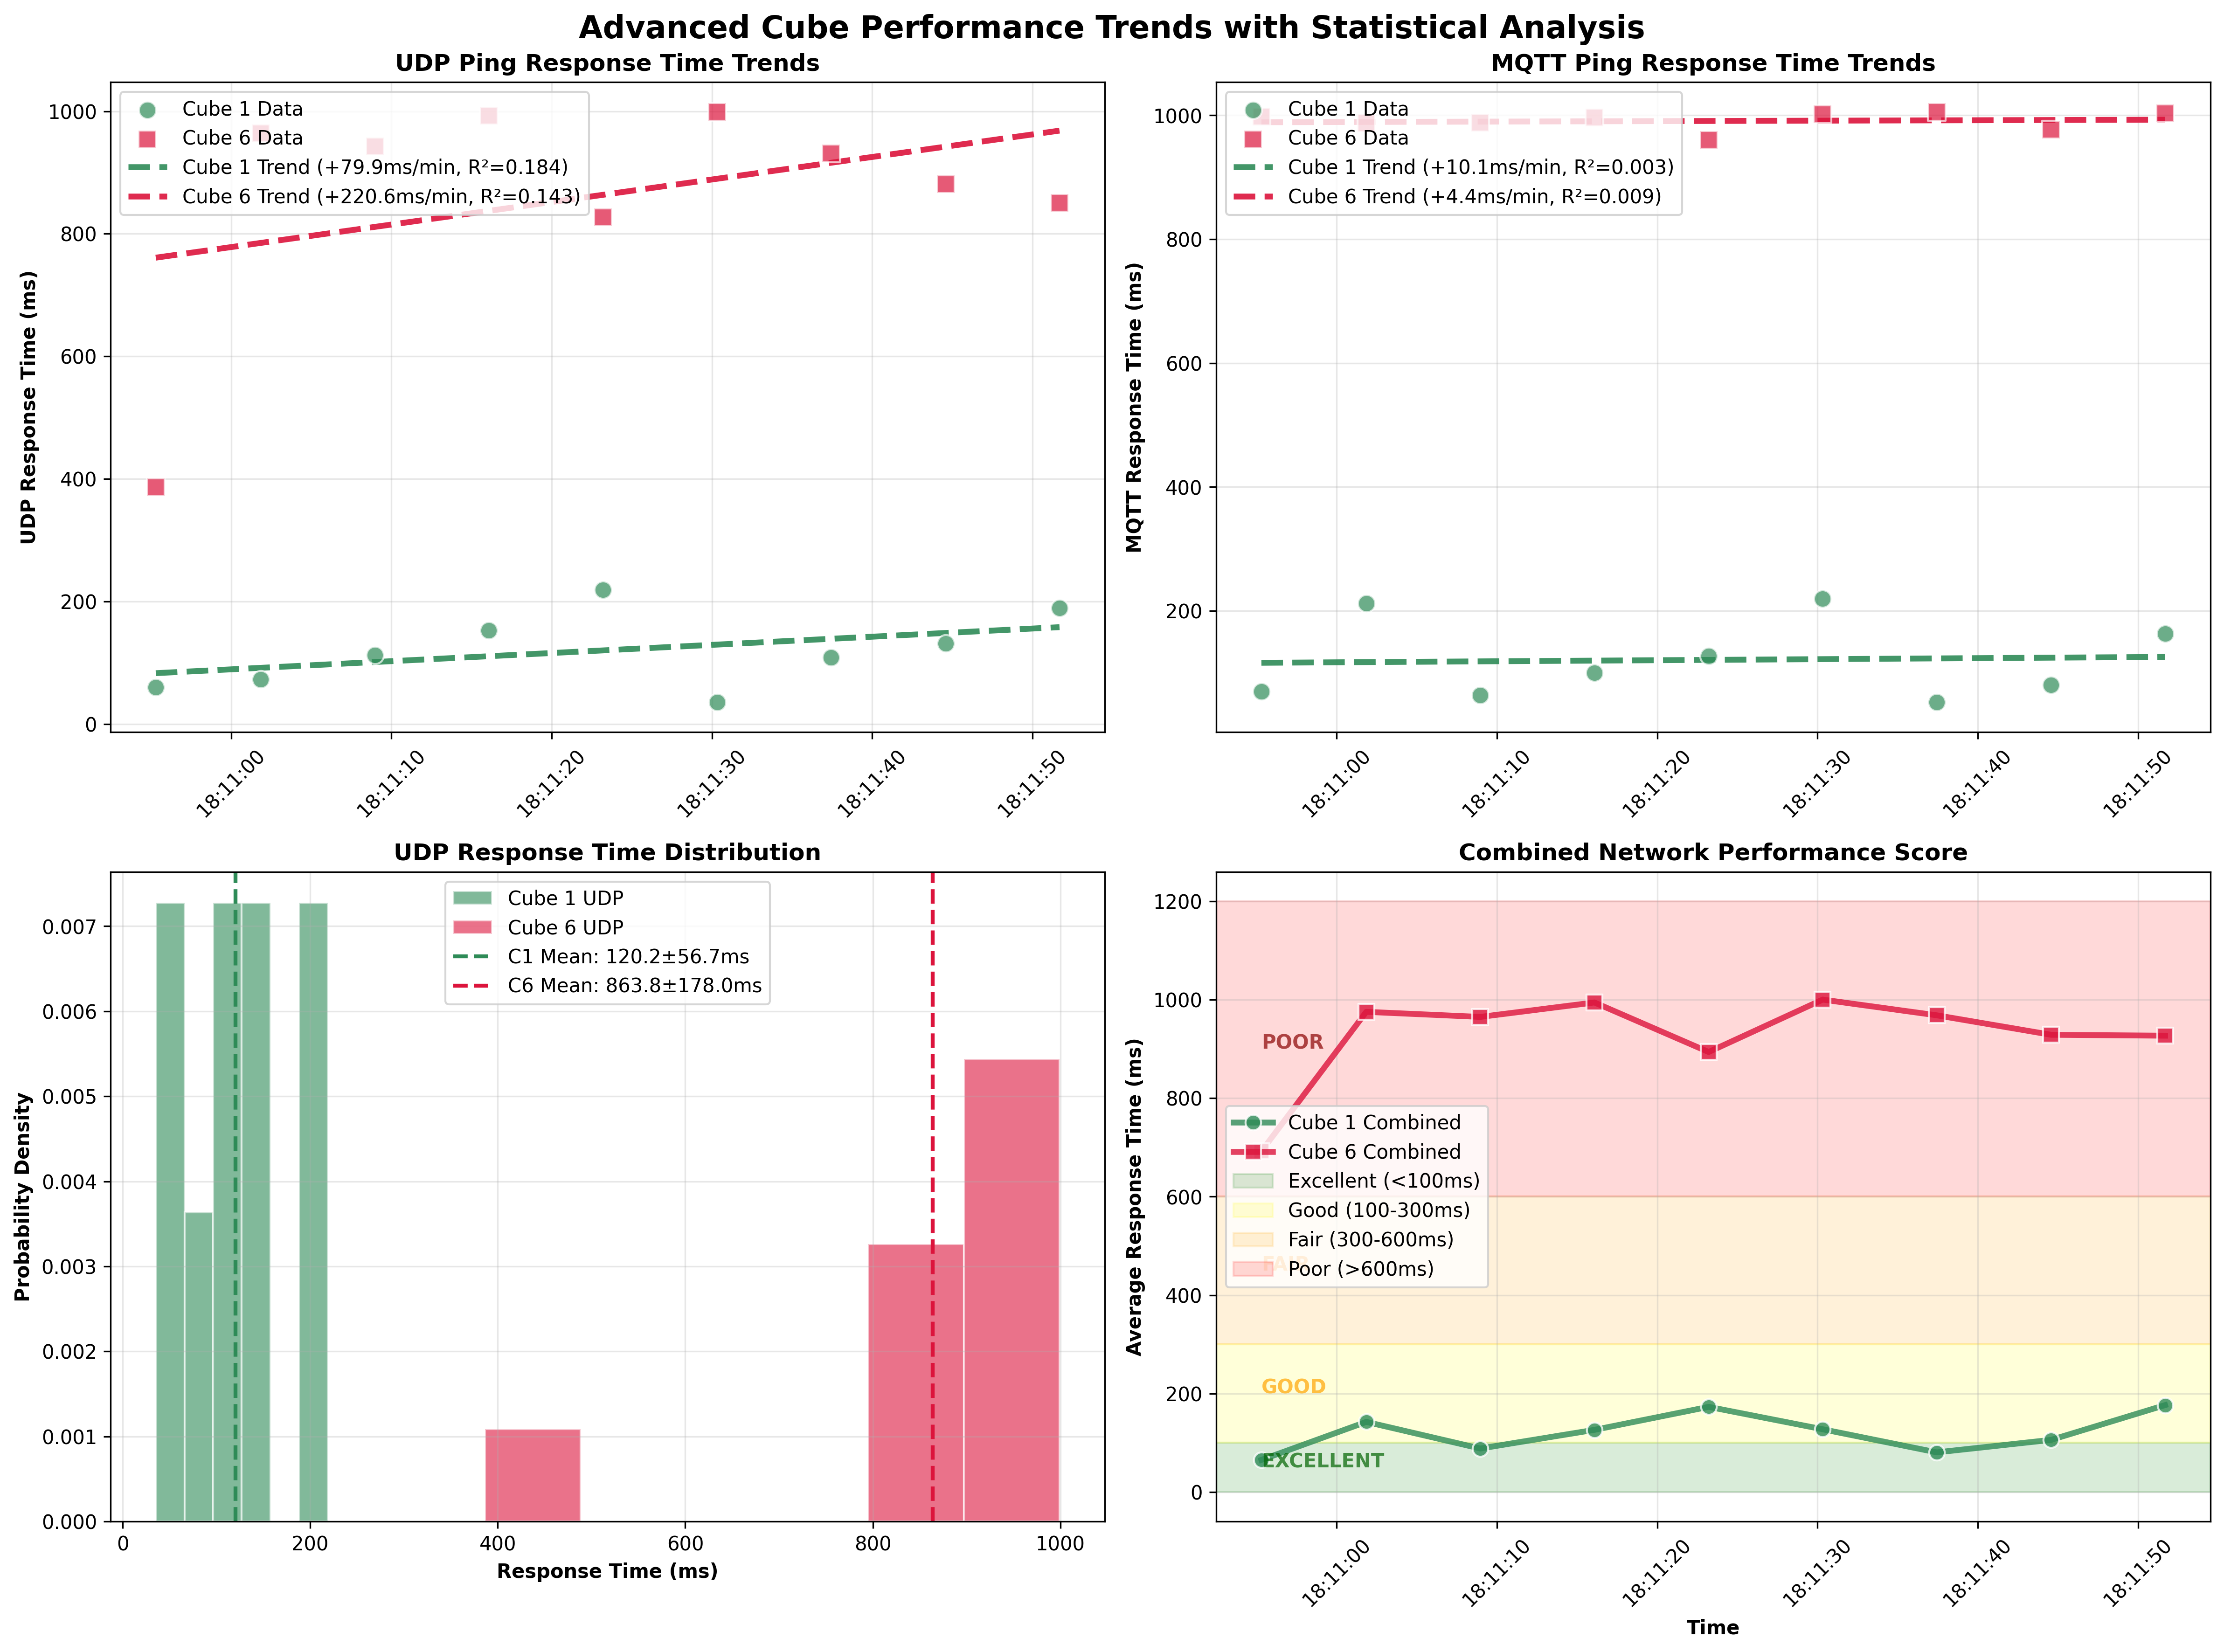 Advanced Cube Performance Trends with Statistical Analysis
UDP Ping Response Time Trends
UDP Response Time (ms)
1000
800
600
400
200
0
Cube 1 Data
Cube 6 Data
Cube 1 Trend (+79.9ms/min, R²=0.184)
Cube 6 Trend (+220.6ms/min, R²=0.143)
18:11:00
18:11:10
18:11:20
18:11:30
18:11:40
18:11:50
MQTT Ping Response Time Trends
MQTT Response Time (ms)
1000
800
600
400
200
Cube 1 Data
Cube 6 Data
Cube 1 Trend (+10.1ms/min, R²=0.003)
Cube 6 Trend (+4.4ms/min, R²=0.009)
18:11:00
18:11:10
18:11:20
18:11:30
18:11:40
18:11:50
UDP Response Time Distribution
Probability Density
0.007
0.006
0.005
0.004
0.003
0.002
0.001
0.000
Cube 1 UDP
Cube 6 UDP
C1 Mean: 120.2±56.7ms
C6 Mean: 863.8±178.0ms
0
200
400
600
800
1000
Response Time (ms)
Combined Network Performance Score
Average Response Time (ms)
1200
1000
800
600
400
200
0
POOR
Cube 1 Combined
Cube 6 Combined
Excellent (<100ms)
Good (100-300ms)
Fair (300-600ms)
FAIR
Poor (>600ms)
GOOD
EXCELLENT
18:11:00
18:11:10
18:11:20
18:11:30
18:11:40
18:11:50
Time